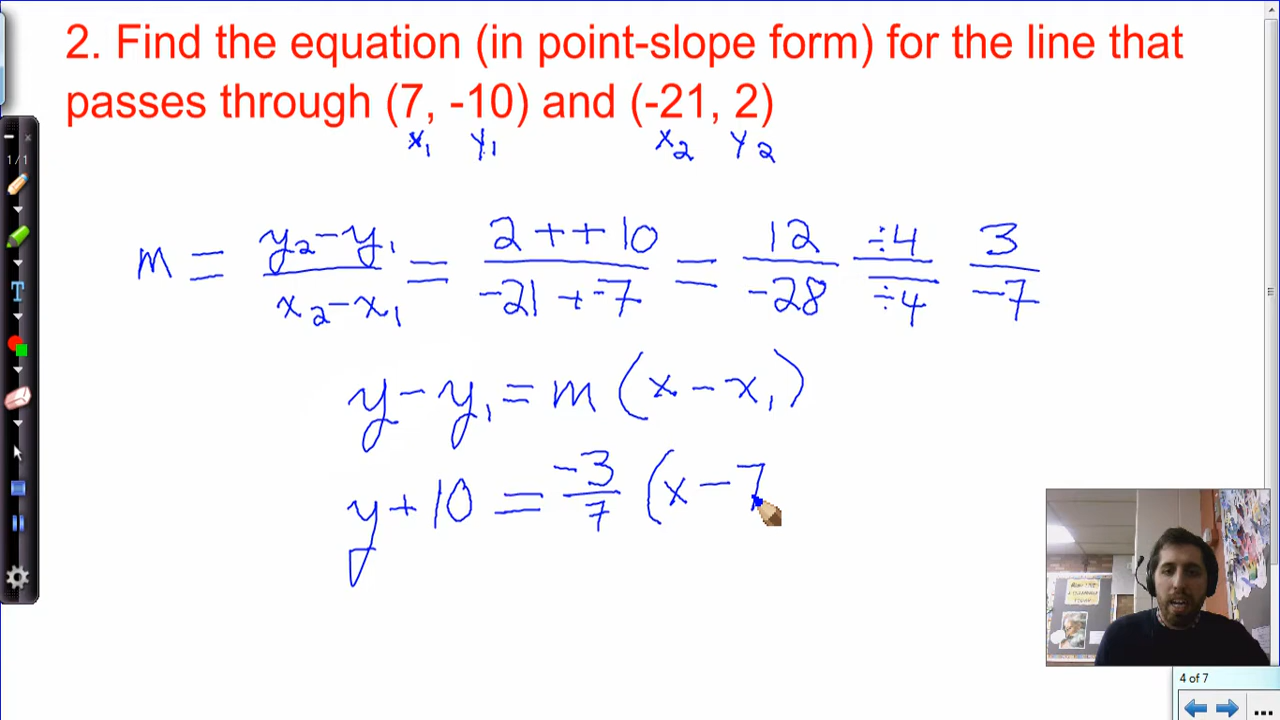 2. Find the equation (in point-slope form) for the line that
passes through (7, -10) and (-21, 2)
x₁ y₁ x₂ y₂
m = (y₂ - y₁)/(x₂ - x₁) = (2 + + 10)/(-21 + -7) = 12/-28 ÷4/÷4 3/-7
y - y₁ = m (x - x₁)
y + 10 = -3/7 (x - 7
1/1
T
4 of 7
...